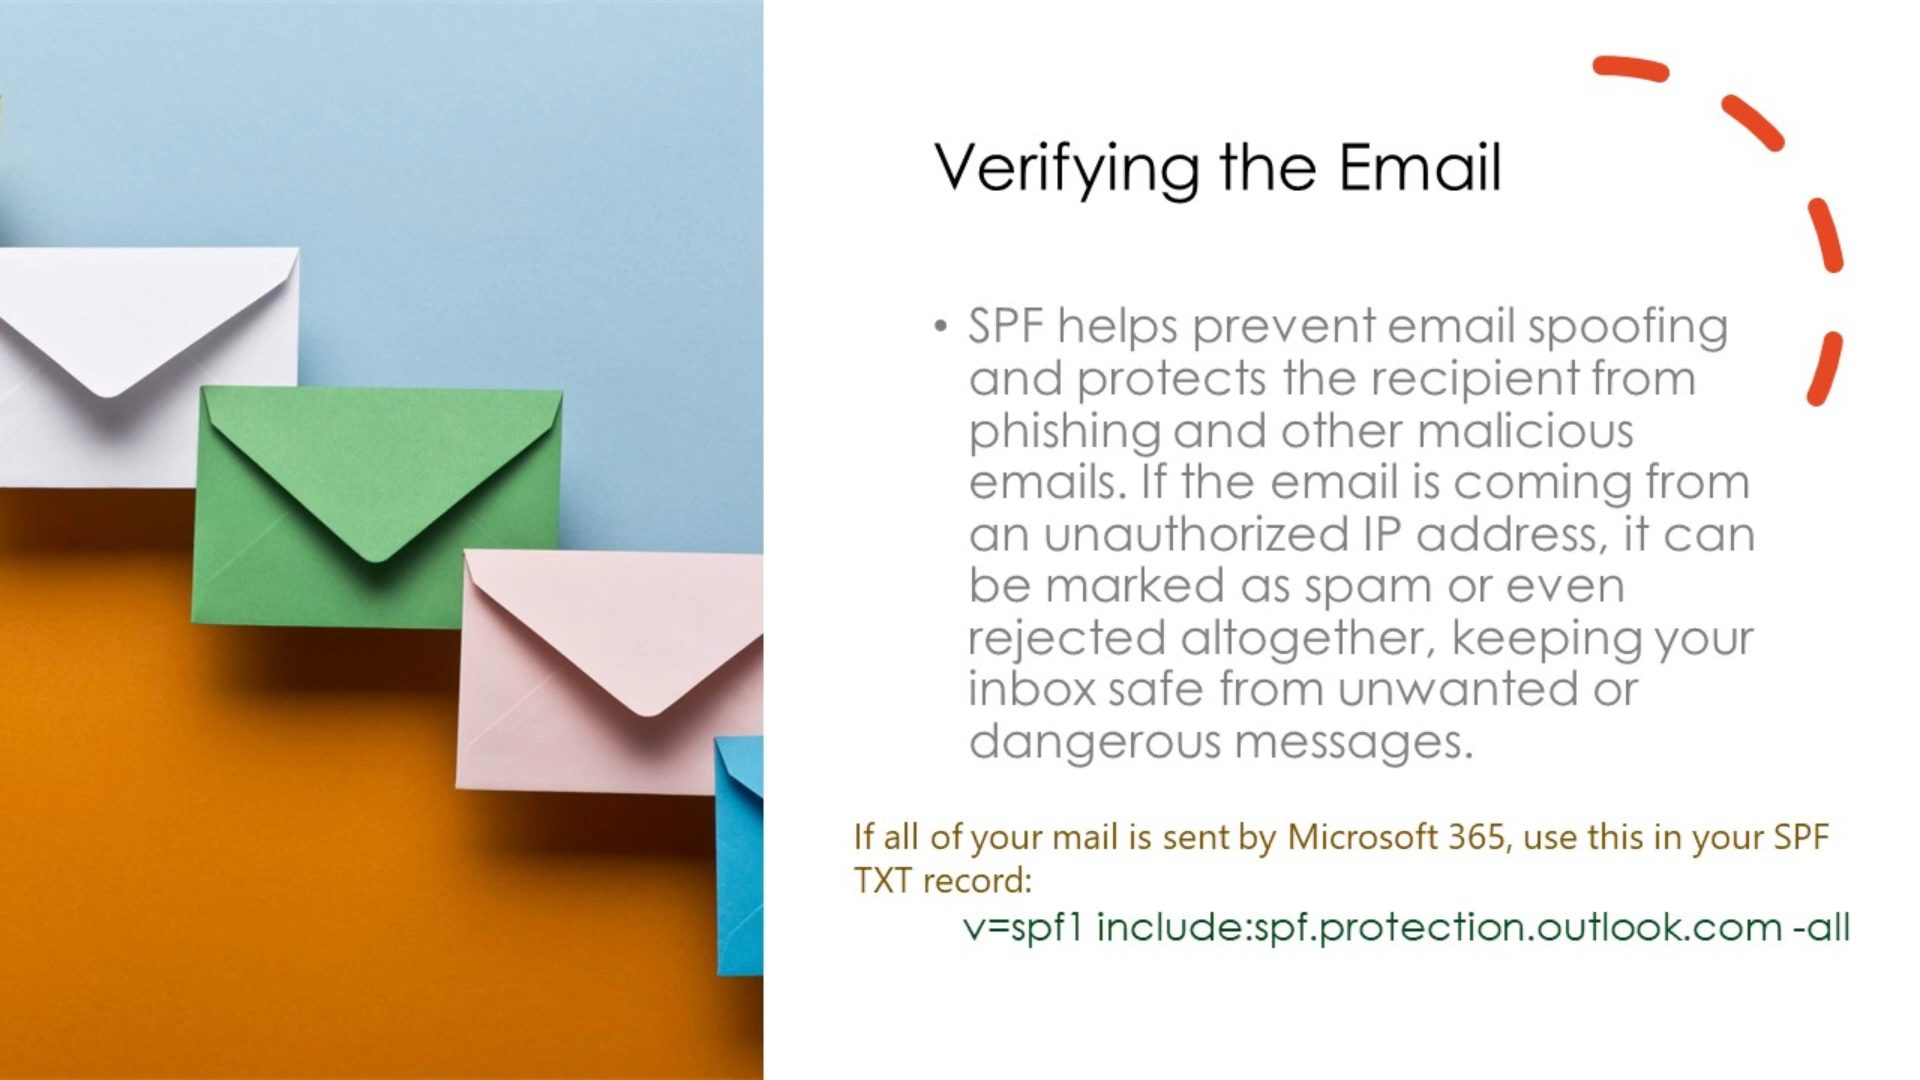 Verifying the Email
• SPF helps prevent email spoofing
and protects the recipient from
phishing and other malicious
emails. If the email is coming from
an unauthorized IP address, it can
be marked as spam or even
rejected altogether, keeping your
inbox safe from unwanted or
dangerous messages.
If all of your mail is sent by Microsoft 365, use this in your SPF
TXT record:
v=spf1 include:spf.protection.outlook.com -all